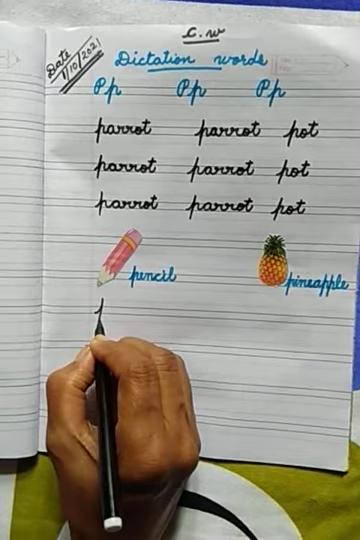 C.w
Date
1/10/2021
Dictation words
Pp Pp Pp
parrot parrot pot
parrot parrot pot
parrot parrot pot
pencil pineapple